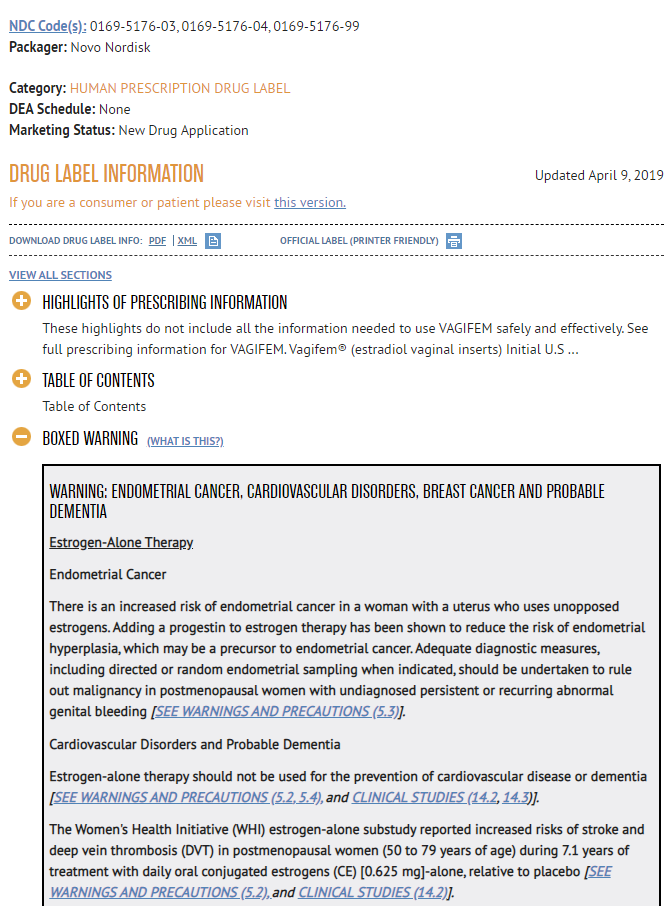 NDC Code(s): 0169-5176-03, 0169-5176-04, 0169-5176-99
Packager: Novo Nordisk
Category: HUMAN PRESCRIPTION DRUG LABEL
DEA Schedule: None
Marketing Status: New Drug Application
DRUG LABEL INFORMATION
Updated April 9, 2019
If you are a consumer or patient please visit this version.
DOWNLOAD DRUG LABEL INFO: PDF | XML
OFFICIAL LABEL (PRINTER FRIENDLY)
VIEW ALL SECTIONS
HIGHLIGHTS OF PRESCRIBING INFORMATION
These highlights do not include all the information needed to use VAGIFEM safely and effectively. See
full prescribing information for VAGIFEM. Vagifem® (estradiol vaginal inserts) Initial U.S ...
TABLE OF CONTENTS
Table of Contents
BOXED WARNING (WHAT IS THIS?)
WARNING: ENDOMETRIAL CANCER, CARDIOVASCULAR DISORDERS, BREAST CANCER AND PROBABLE
DEMENTIA
Estrogen-Alone Therapy
Endometrial Cancer
There is an increased risk of endometrial cancer in a woman with a uterus who uses unopposed
estrogens. Adding a progestin to estrogen therapy has been shown to reduce the risk of endometrial
hyperplasia, which may be a precursor to endometrial cancer. Adequate diagnostic measures,
including directed or random endometrial sampling when indicated, should be undertaken to rule
out malignancy in postmenopausal women with undiagnosed persistent or recurring abnormal
genital bleeding [SEE WARNINGS AND PRECAUTIONS (5.3)].
Cardiovascular Disorders and Probable Dementia
Estrogen-alone therapy should not be used for the prevention of cardiovascular disease or dementia
[SEE WARNINGS AND PRECAUTIONS (5.2, 5.4), and CLINICAL STUDIES (14.2, 14.3)].
The Women's Health Initiative (WHI) estrogen-alone substudy reported increased risks of stroke and
deep vein thrombosis (DVT) in postmenopausal women (50 to 79 years of age) during 7.1 years of
treatment with daily oral conjugated estrogens (CE) [0.625 mg]-alone, relative to placebo [SEE
WARNINGS AND PRECAUTIONS (5.2), and CLINICAL STUDIES (14.2)].